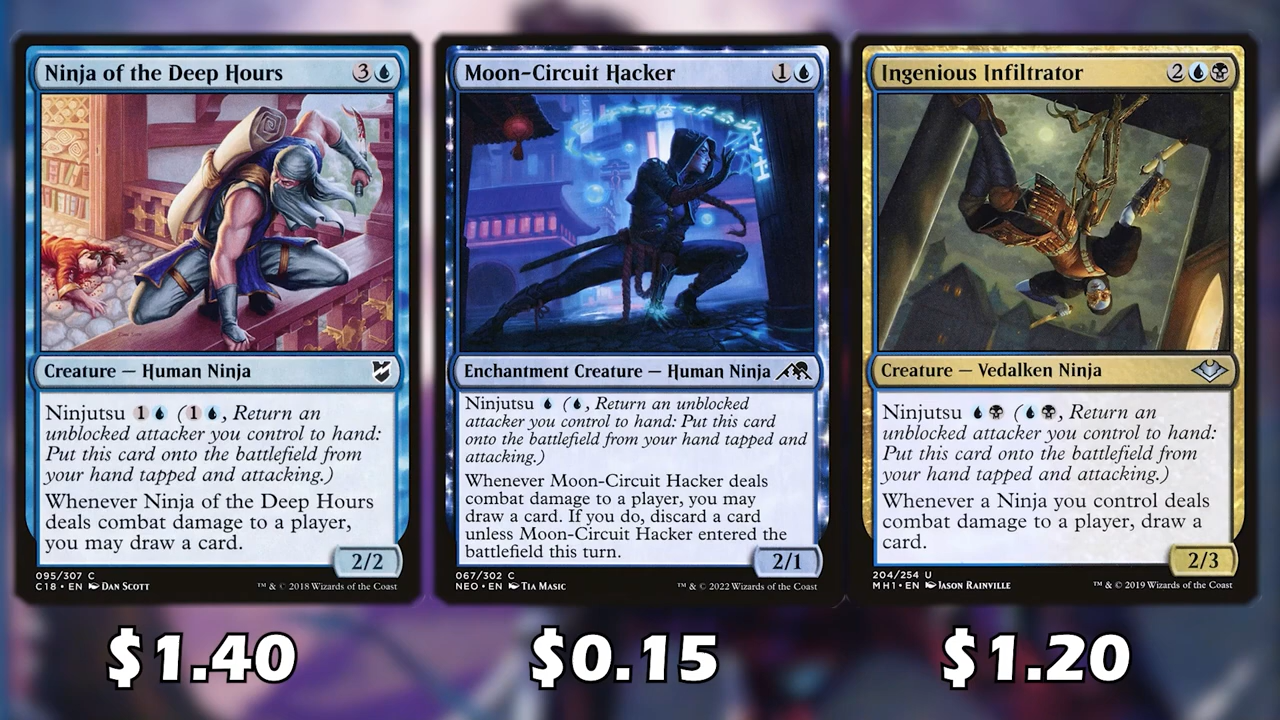 Ninja of the Deep Hours 3
Creature — Human Ninja
Ninjutsu 1 (1, Return an
unblocked attacker you control to hand:
Put this card onto the battlefield from
your hand tapped and attacking.)
Whenever Ninja of the Deep Hours
deals combat damage to a player,
you may draw a card.
2/2
095/307 C
C18 • EN DAN SCOTT
™ & © 2018 Wizards of the Coast
$1.40
Moon-Circuit Hacker 1
Enchantment Creature — Human Ninja
Ninjutsu (, Return an unblocked
attacker you control to hand: Put this card
onto the battlefield from your hand tapped and
attacking.)
Whenever Moon-Circuit Hacker deals
combat damage to a player, you may
draw a card. If you do, discard a card
unless Moon-Circuit Hacker entered the
battlefield this turn.
2/1
067/302 C
NEO • EN TIA MASIC
™ & © 2022 Wizards of the Coast
$0.15
Ingenious Infiltrator 2
Creature — Vedalken Ninja
Ninjutsu (, Return an
unblocked attacker you control to hand:
Put this card onto the battlefield from
your hand tapped and attacking.)
Whenever a Ninja you control deals
combat damage to a player, draw a
card.
2/3
204/254 U
MH1 • EN JASON RAINVILLE
™ & © 2019 Wizards of the Coast
$1.20